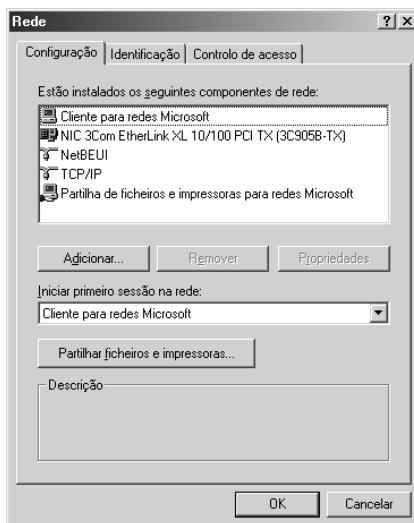 Rede
Configuração Identificação Controlo de acesso
Estão instalados os seguintes componentes de rede:
Cliente para redes Microsoft
NIC 3Com EtherLink XL 10/100 PCI TX (3C905B-TX)
NetBEUI
TCP/IP
Partilha de ficheiros e impressoras para redes Microsoft
Adicionar... Remover Propriedades
Iniciar primeiro sessão na rede:
Cliente para redes Microsoft
Partilhar ficheiros e impressoras...
Descrição
OK Cancelar